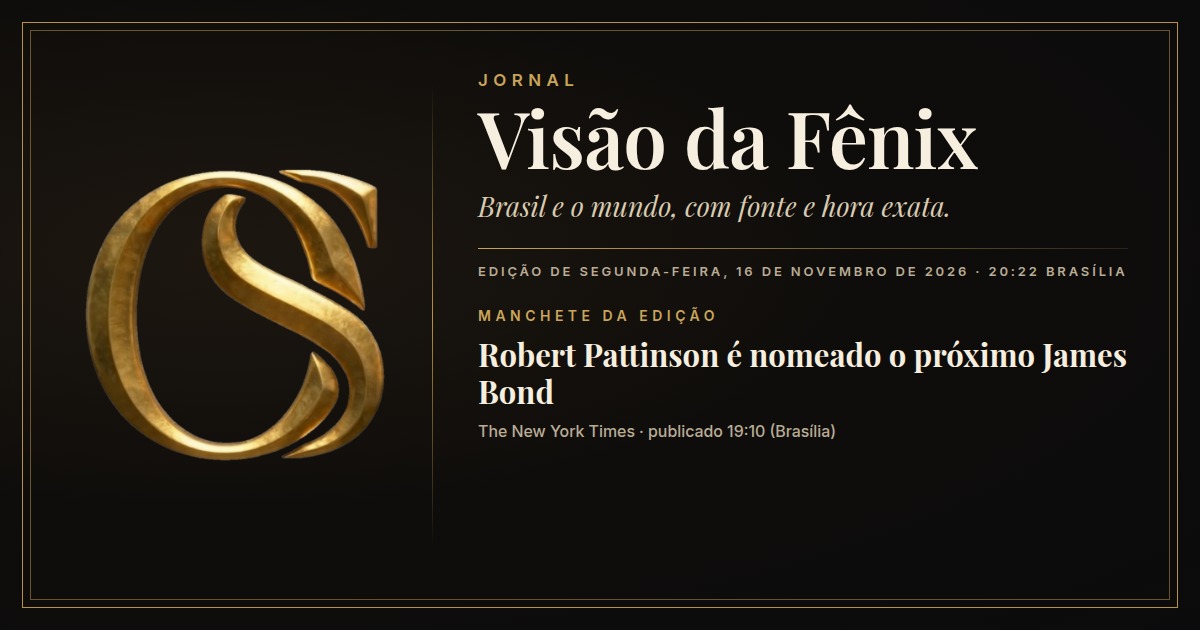 JORNAL
Visão da Fênix
Brasil e o mundo, com fonte e hora exata.
EDIÇÃO DE SEGUNDA-FEIRA, 16 DE NOVEMBRO DE 2026 · 20:22 BRASÍLIA
MANCHETE DA EDIÇÃO
Robert Pattinson é nomeado o próximo James
Bond
The New York Times · publicado 19:10 (Brasília)